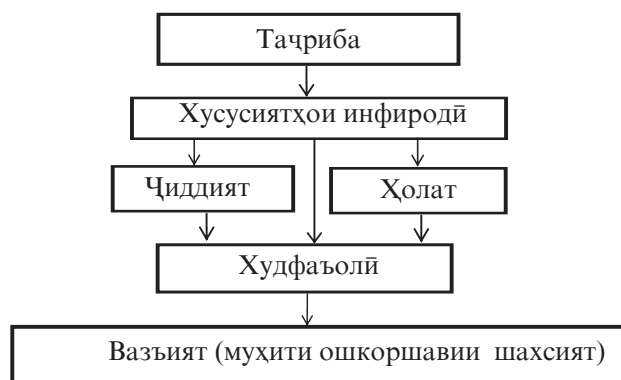 Таҷриба
Хусусиятҳои инфиродӣ
Ҷиддият
Ҳолат
Худфаъолӣ
Вазъият (муҳити ошкоршавии шахсият)